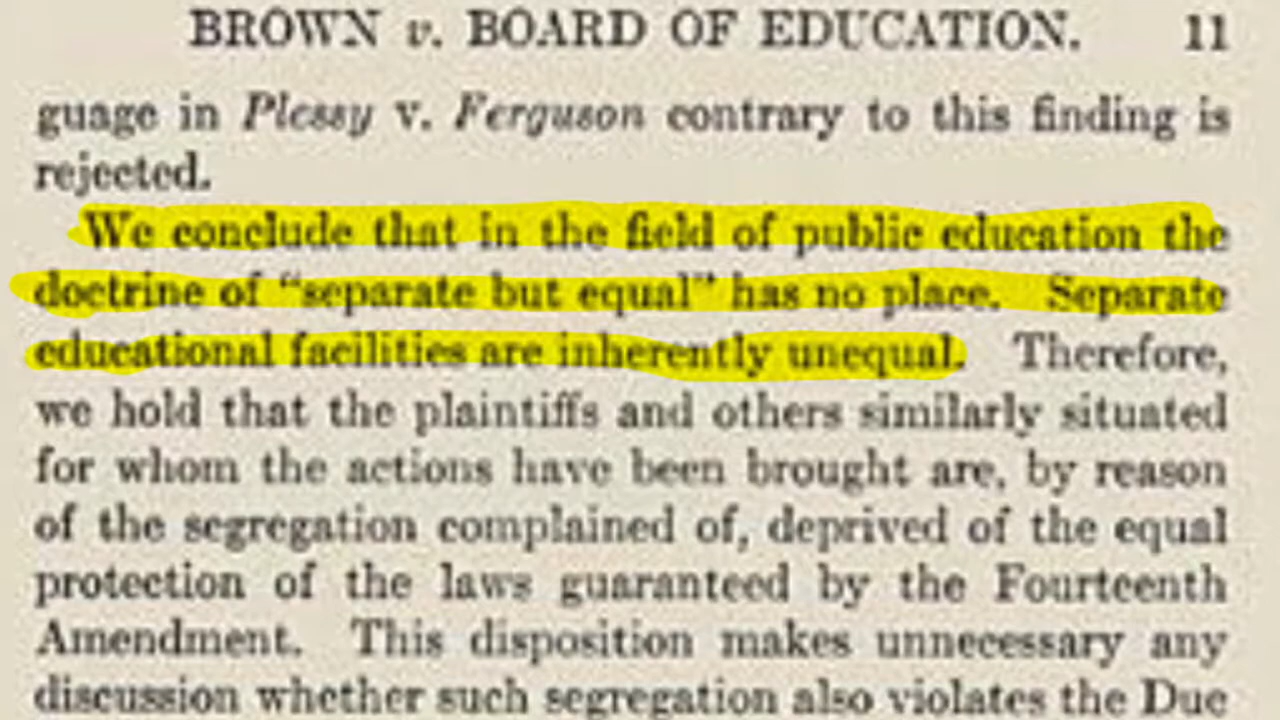 BROWN v. BOARD OF EDUCATION. 11
guage in Plessy v. Ferguson contrary to this finding is
rejected.
We conclude that in the field of public education the
doctrine of “separate but equal” has no place. Separate
educational facilities are inherently unequal. Therefore,
we hold that the plaintiffs and others similarly situated
for whom the actions have been brought are, by reason
of the segregation complained of, deprived of the equal
protection of the laws guaranteed by the Fourteenth
Amendment. This disposition makes unnecessary any
discussion whether such segregation also violates the Due